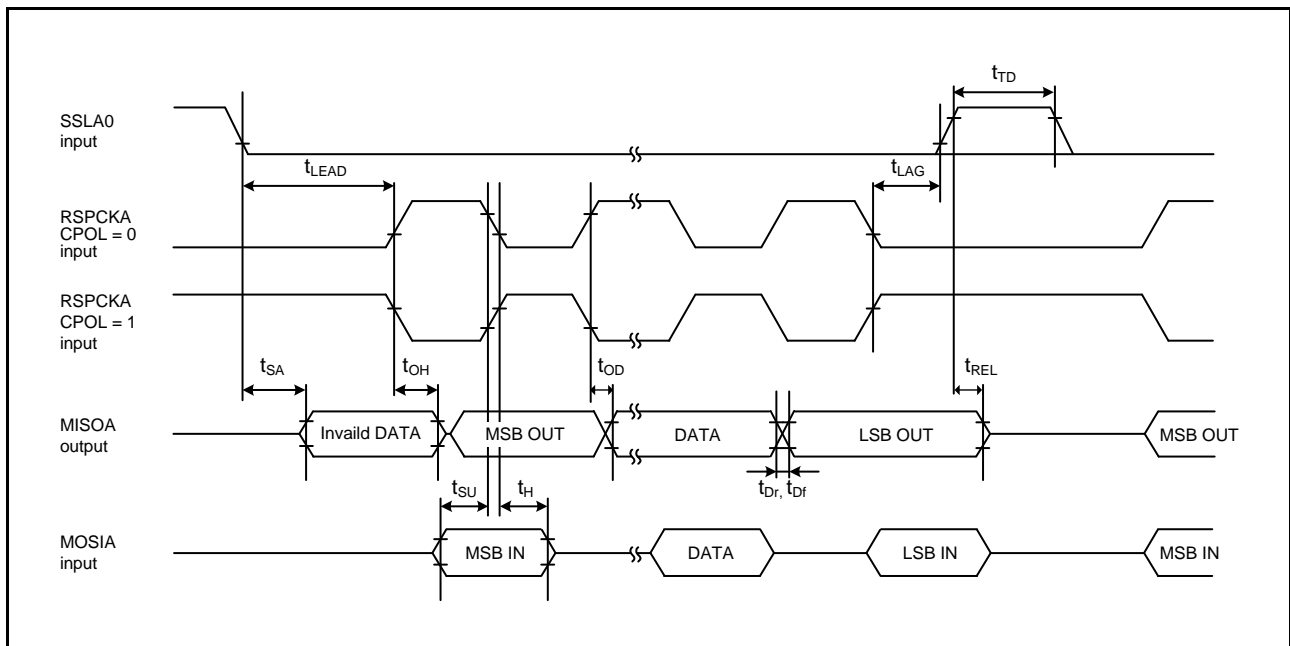 tTD
SSLA0
input
tLEAD
tLAG
RSPCKA
CPOL = 0
input
RSPCKA
CPOL = 1
input
tSA
tOH
tOD
tREL
MISOA
output
Invaild DATA
MSB OUT
DATA
LSB OUT
MSB OUT
tSU
tH
tDr, tDf
MOSIA
input
MSB IN
DATA
LSB IN
MSB IN